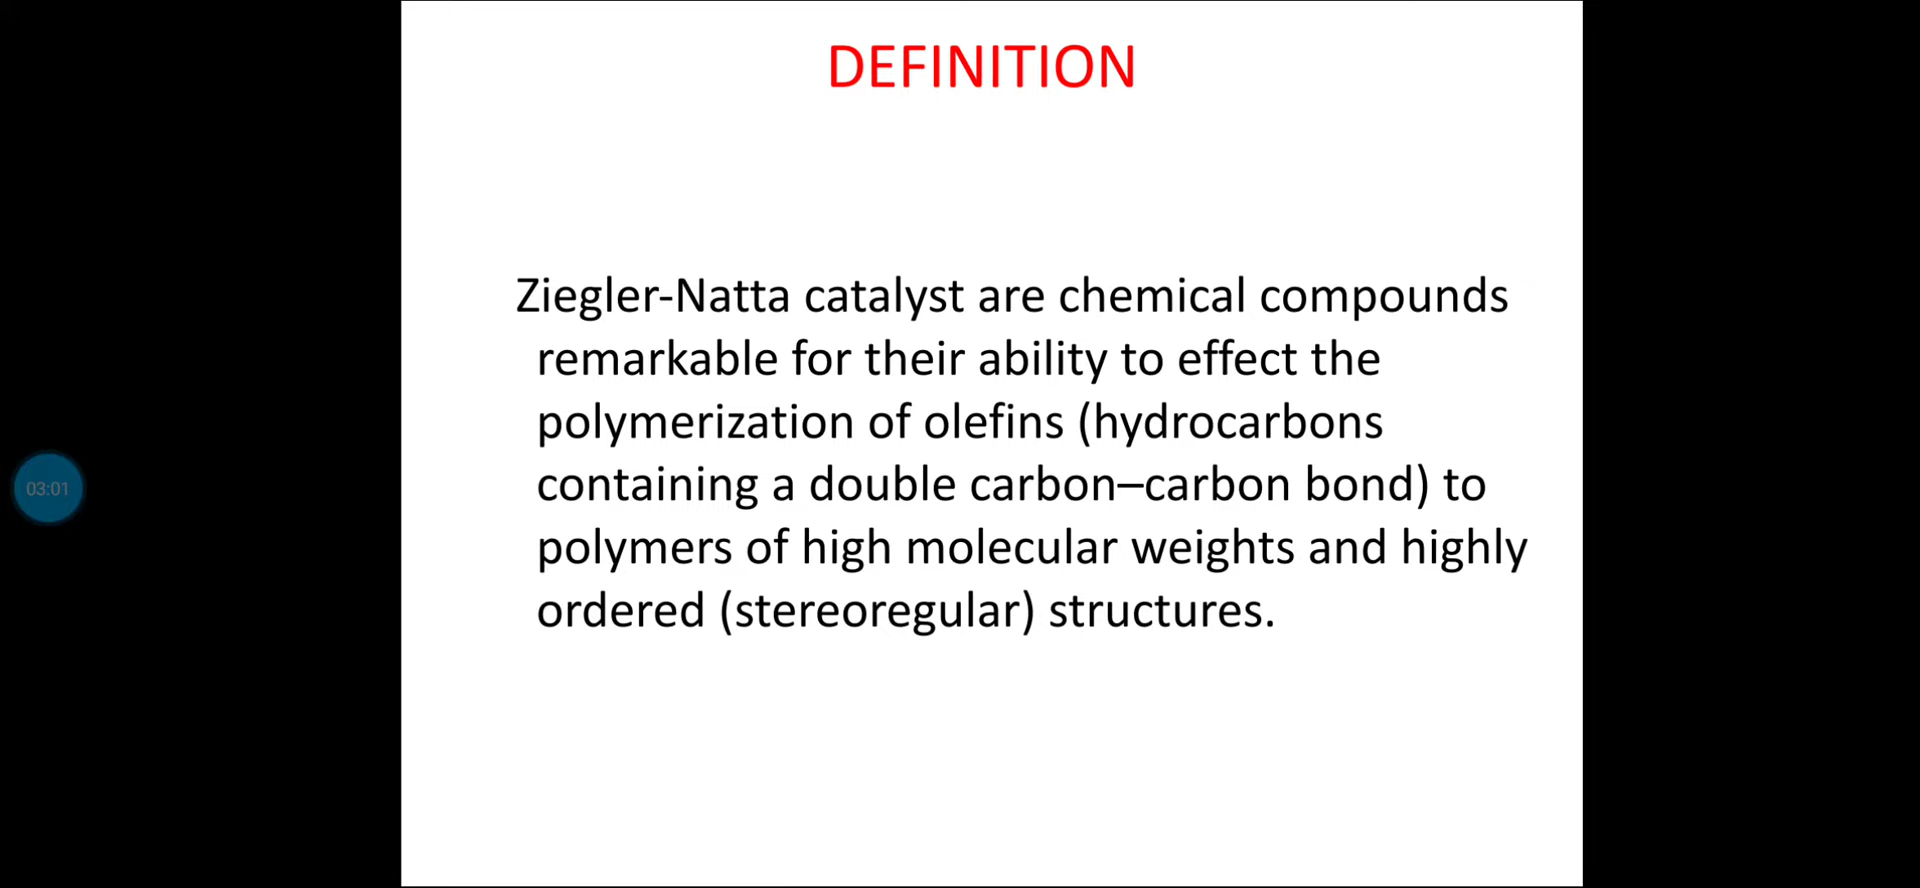 DEFINITION
Ziegler-Natta catalyst are chemical compounds
remarkable for their ability to effect the
polymerization of olefins (hydrocarbons
containing a double carbon–carbon bond) to
polymers of high molecular weights and highly
ordered (stereoregular) structures.
03:01